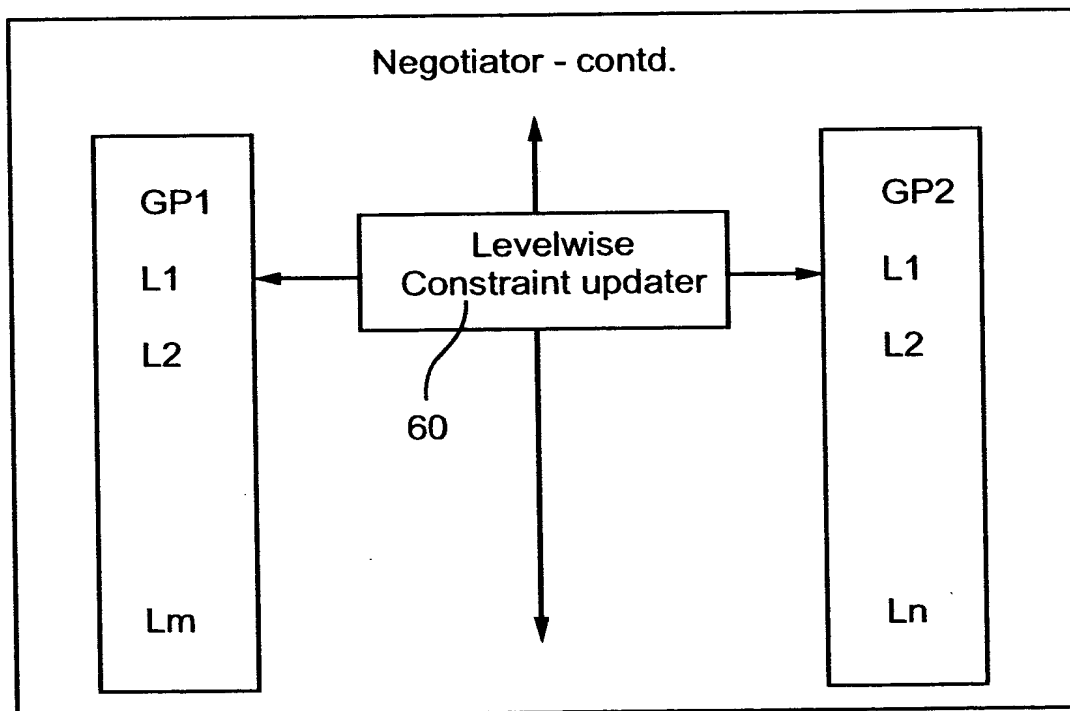 Negotiator - contd.
GP1
L1
L2
Lm
Levelwise
Constraint updater
60
GP2
L1
L2
Ln